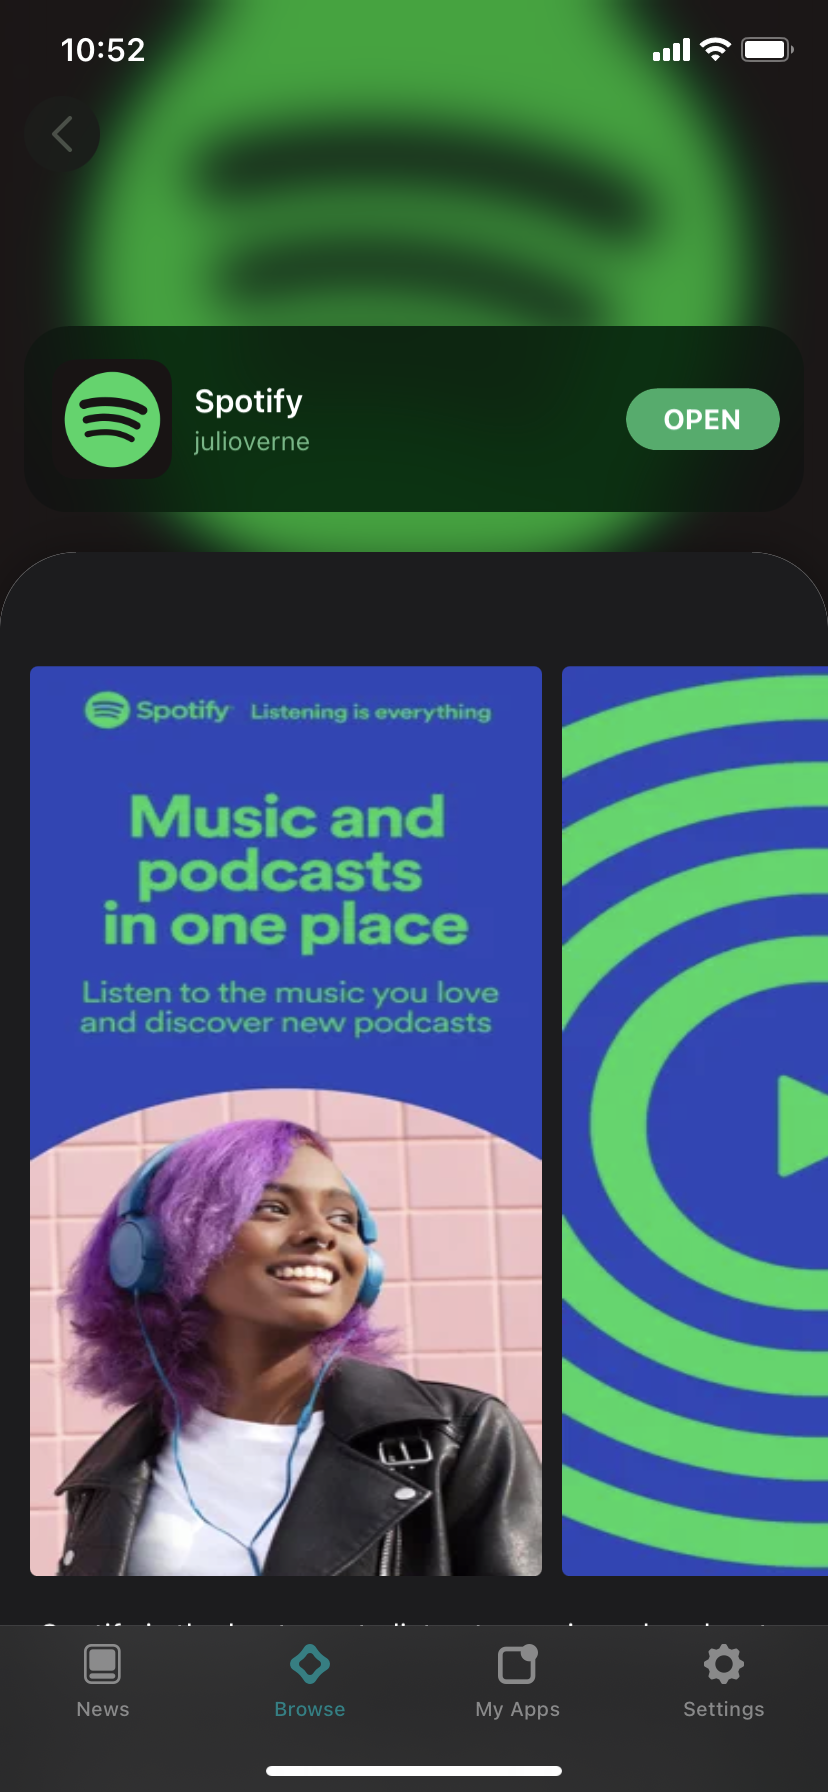 10:52
Spotify
julioverne
OPEN
Spotify Listening is everything
Music and
podcasts
in one place
Listen to the music you love
and discover new podcasts
News
Browse
My Apps
Settings